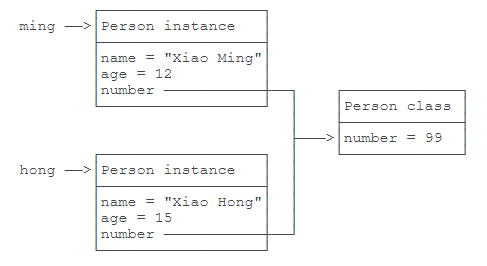 ming ──>
Person instance
name = "Xiao Ming"
age = 12
number
Person class
number = 99
hong ──>
Person instance
name = "Xiao Hong"
age = 15
number